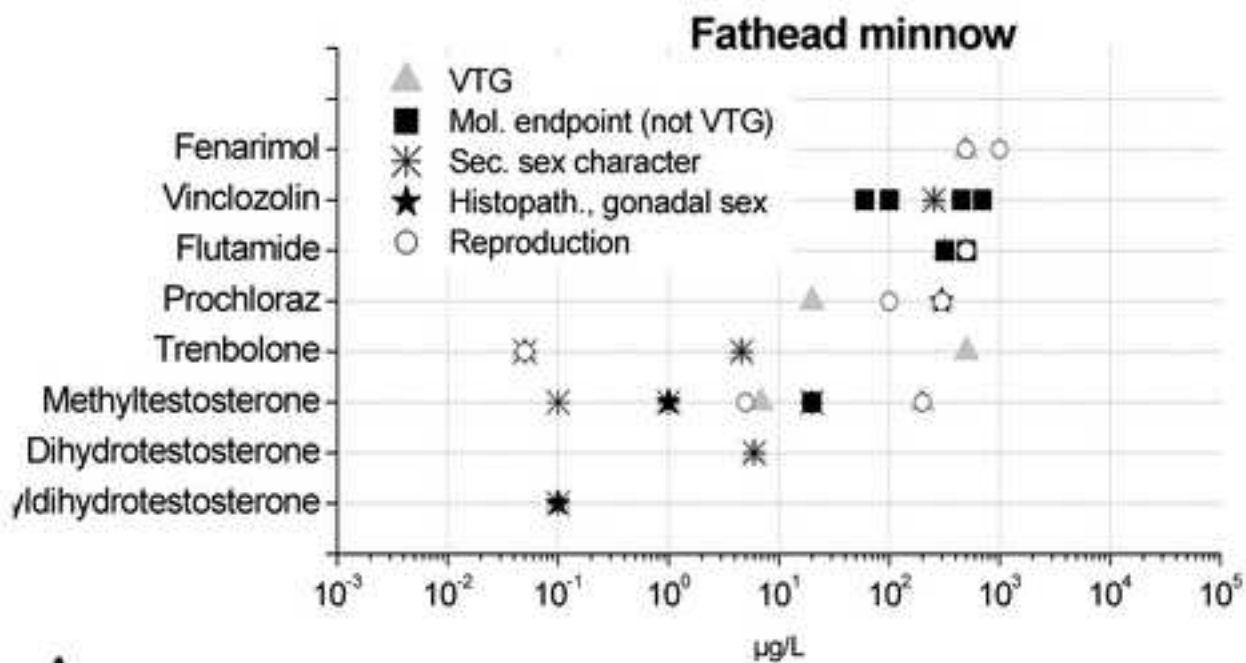 Fathead minnow
VTG
Mol. endpoint (not VTG)
Sec. sex character
Histopath., gonadal sex
Reproduction
Fenarimol
Vinclozolin
Flutamide
Prochloraz
Trenbolone
Methyltestosterone
Dihydrotestosterone
yldihydrotestosterone
10⁻³ 10⁻² 10⁻¹ 10⁰ 10¹ 10² 10³ 10⁴ 10⁵
µg/L